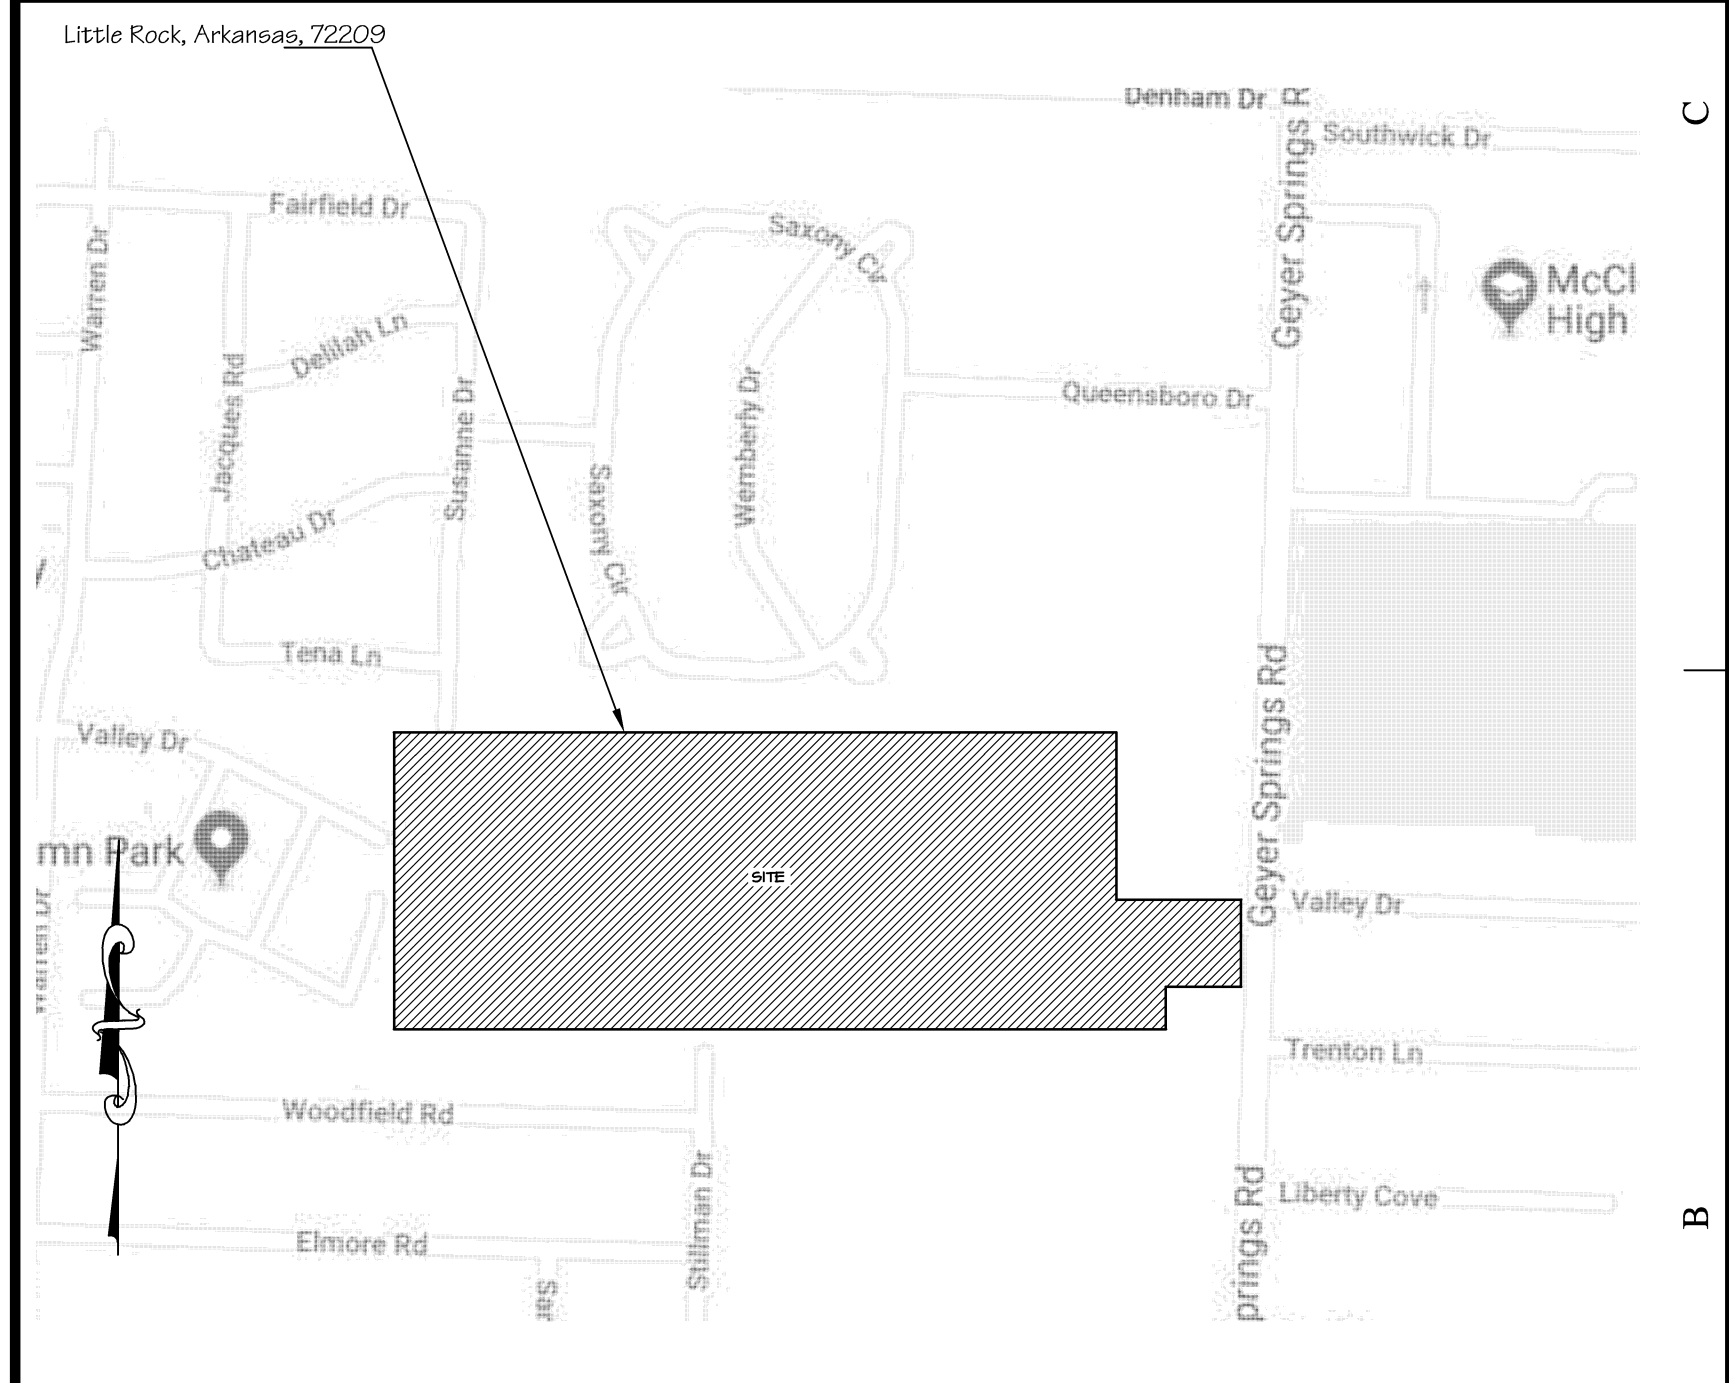 Little Rock, Arkansas, 72209
Denham Dr
C
Southwick Dr
Geyer Springs R
Fairfield Dr
Saxony Cir
Warren Dr
McCl
High
Delilah Ln
Jacques Rd
Susanne Dr
Wemberly Dr
Queensboro Dr
Saxony Cir
Chateau Dr
Tena Ln
Geyer Springs Rd
Valley Dr
mn Park
SITE
Valley Dr
Warren Dr
Trenton Ln
Woodfield Rd
Stillman Dr
prings Rd
Liberty Cove
B
Elmore Rd